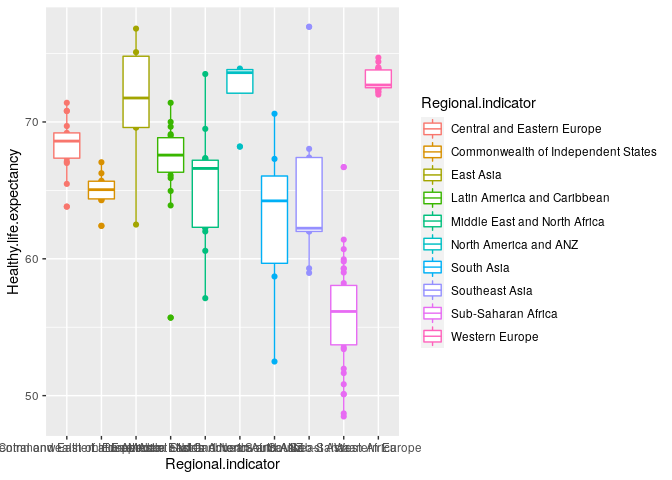 Healthy.life.expectancy
70
60
50
Regional.indicator
Regional.indicator
Central and Eastern Europe
Commonwealth of Independent States
East Asia
Latin America and Caribbean
Middle East and North Africa
North America and ANZ
South Asia
Southeast Asia
Sub-Saharan Africa
Western Europe